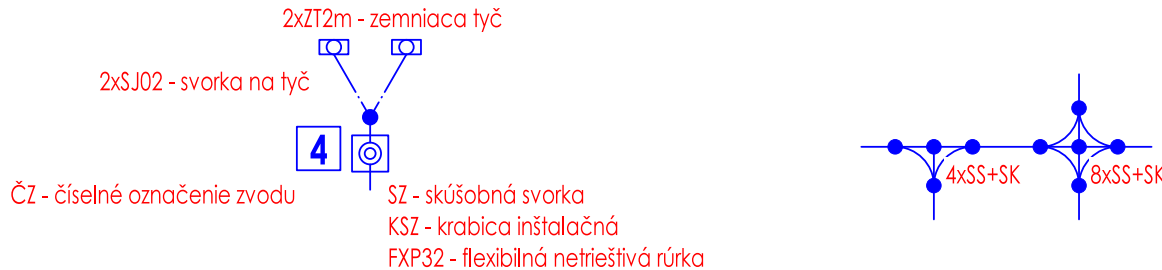 2xZT2m - zemniaca tyč
2xSJ02 - svorka na tyč
4
ČZ - číselné označenie zvodu
SZ - skúšobná svorka
KSZ - krabica inštalačná
FXP32 - flexibilná netrieštivá rúrka
4xSS+SK
8xSS+SK